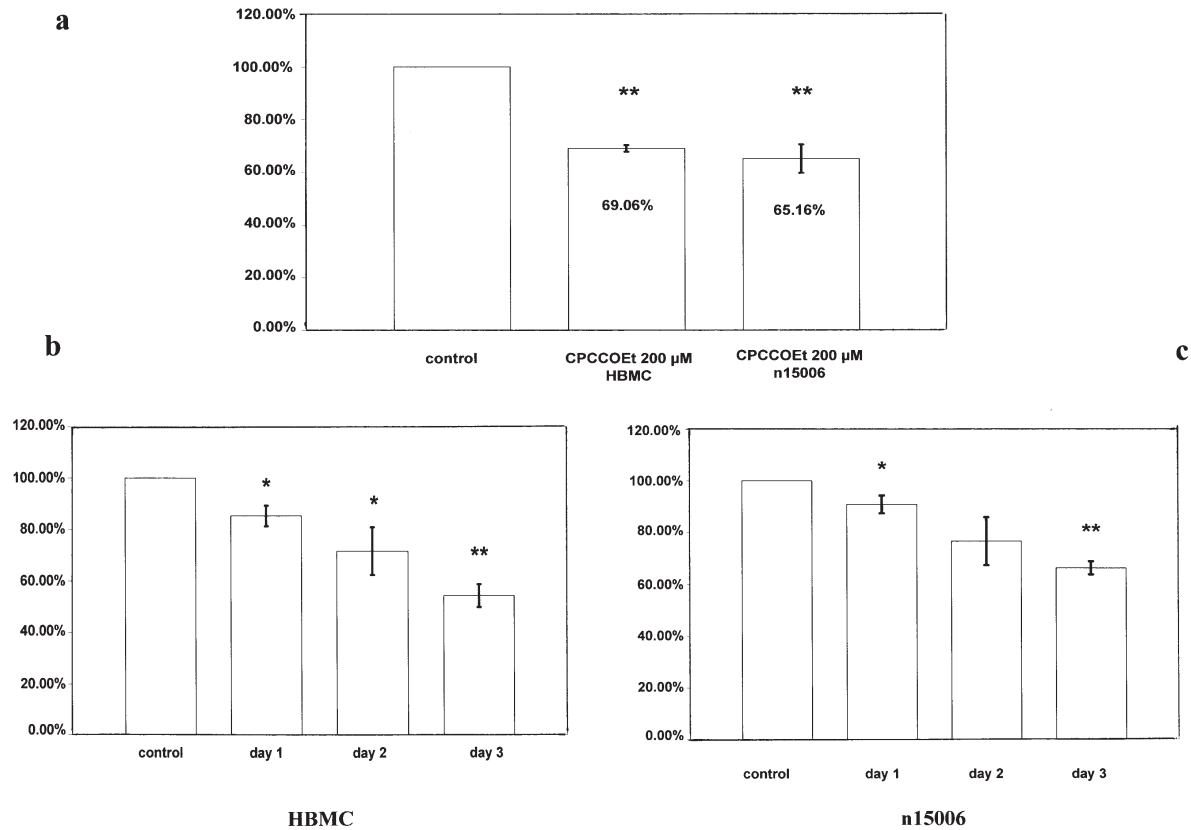 a
120.00%
100.00%
80.00%
60.00%
40.00%
20.00%
0.00%
**
**
69.06%
65.16%
control
CPCCOEt 200 µM
HBMC
CPCCOEt 200 µM
n15006
b
120.00%
100.00%
80.00%
60.00%
40.00%
20.00%
0.00%
*
*
**
control
day 1
day 2
day 3
HBMC
c
120.00%
100.00%
80.00%
60.00%
40.00%
20.00%
0.00%
*
**
control
day 1
day 2
day 3
n15006